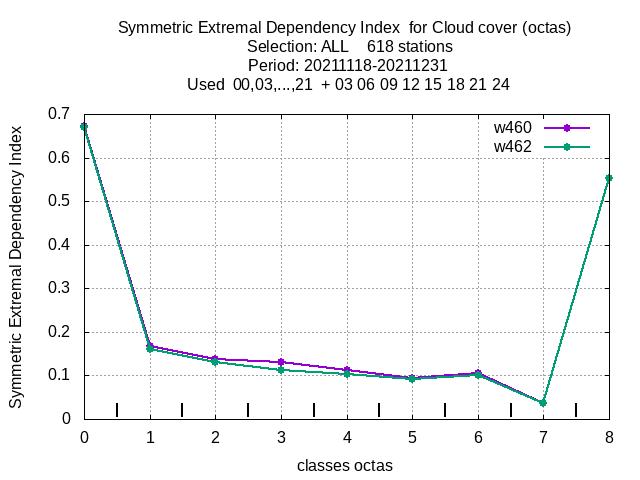 Symmetric Extremal Dependency Index  for Cloud cover (octas)
Selection: ALL    618 stations
Period: 20211118-20211231
Used  00,03,...,21  + 03 06 09 12 15 18 21 24
Symmetric Extremal Dependency Index
0.7
0.6
0.5
0.4
0.3
0.2
0.1
0
w460
w462
0 1 2 3 4 5 6 7 8
classes octas